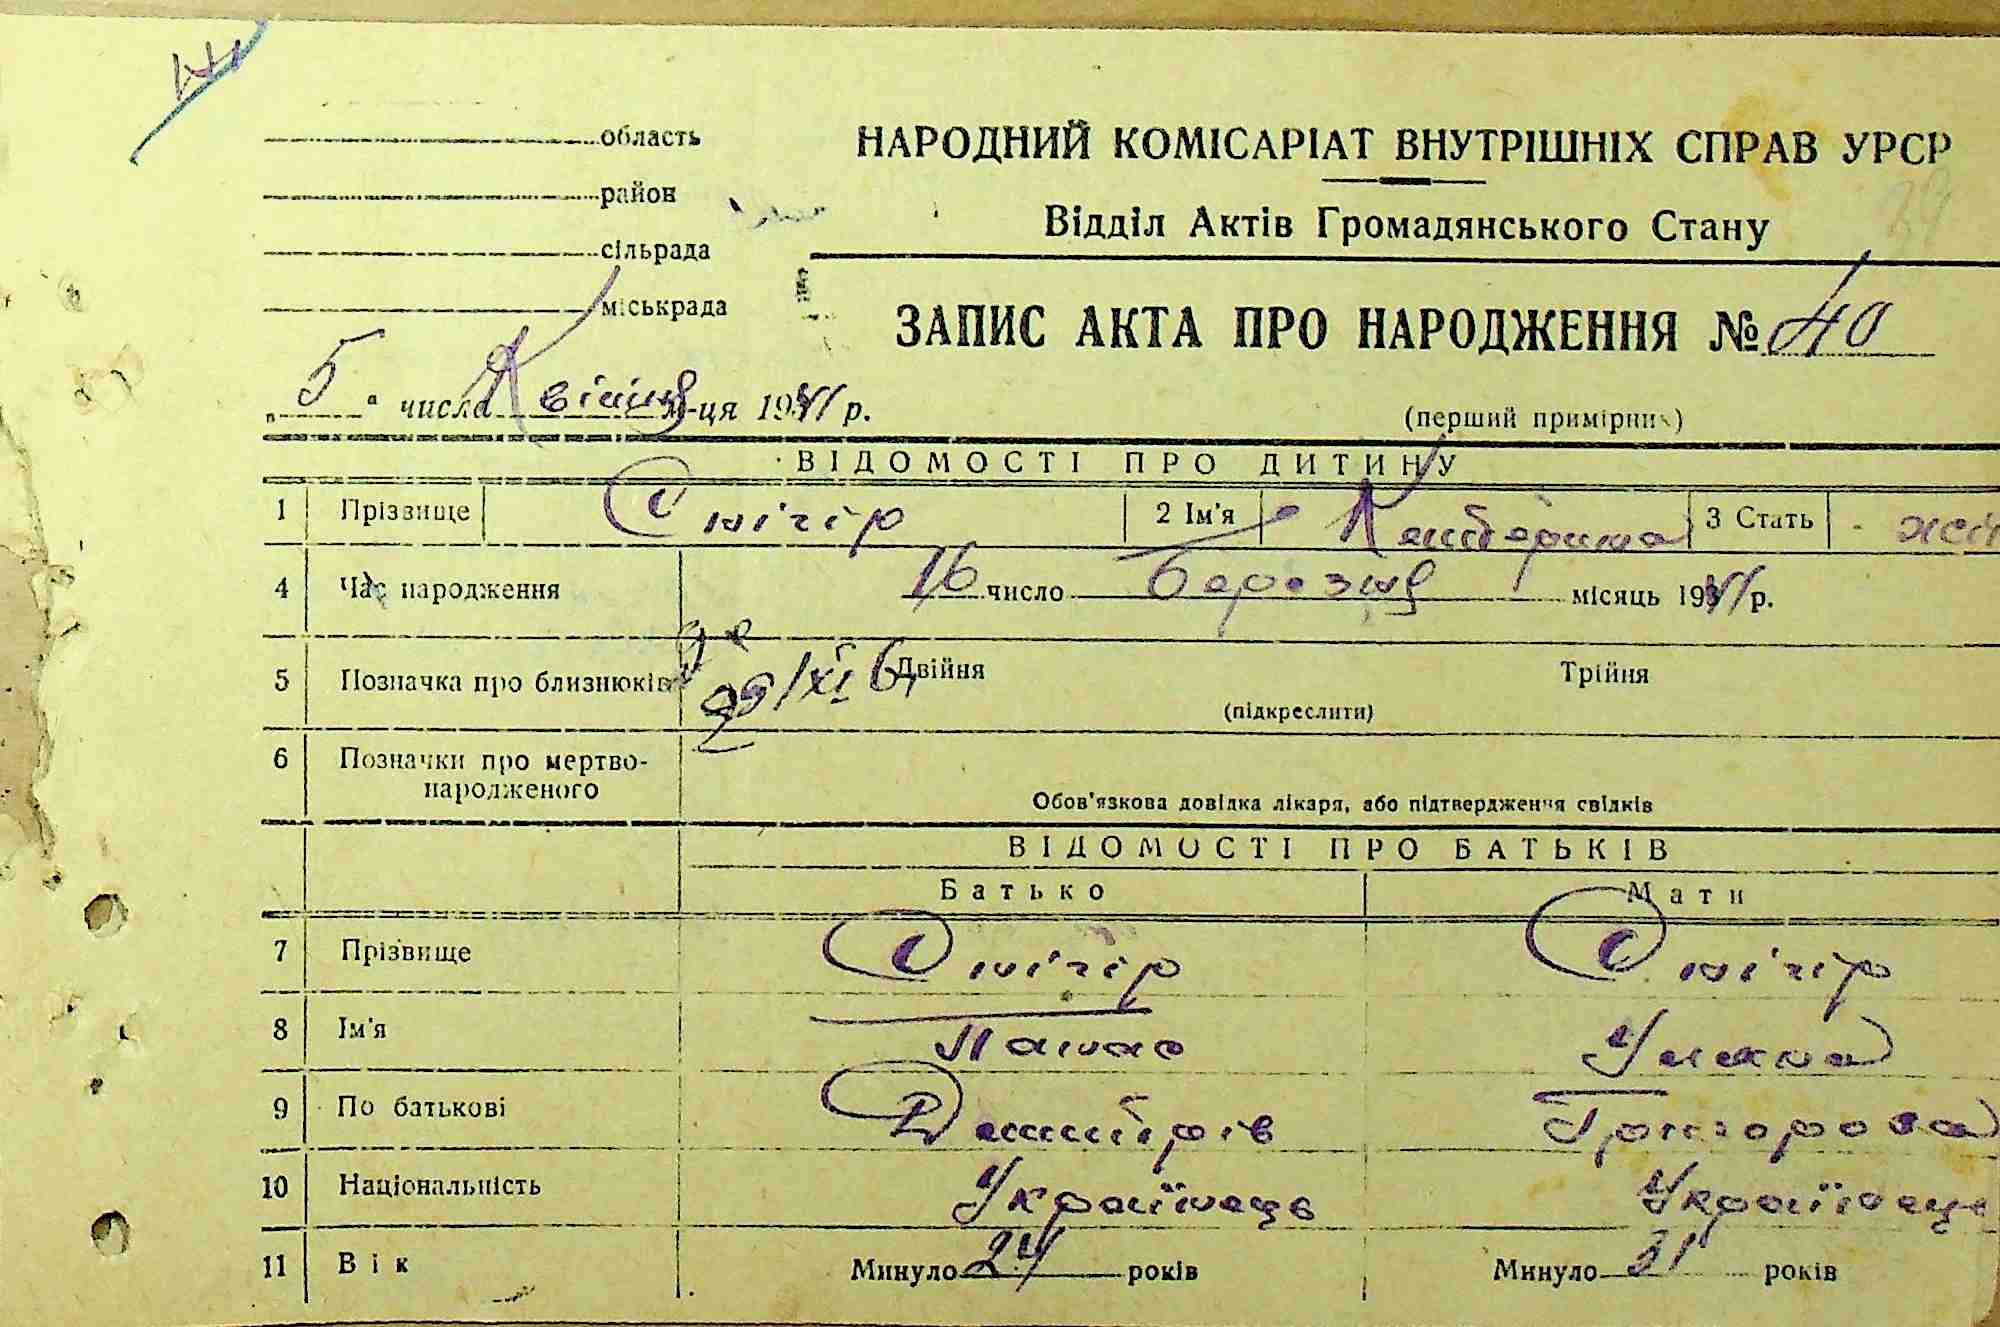 область
НАРОДНИЙ КОМІСАРІАТ ВНУТРІШНІХ СПРАВ УРСР
район
Відділ Актів Громадянського Стану
сільрада
міськрада
ЗАПИС АКТА ПРО НАРОДЖЕННЯ № 40
„5“ числа Квітня м-ця 1941 р.
(перший примірник)
ВІДОМОСТІ ПРО ДИТИНУ
1 Прізвище Снігір 2 Ім'я Катерина 3 Стать жін
4 Час народження 16 число березня місяць 1941 р.
5 Позначка про близнюків Двійня Трійня
(підкреслити)
6 Позначки про мертво-
народженого
Обов'язкова довідка лікаря, або підтвердження свідків
ВІДОМОСТІ ПРО БАТЬКІВ
Батько Мати
7 Прізвище Снігір Снігір
8 Ім'я Панас Уляна
9 По батькові Дмитрів Григорова
10 Національність Українець Українець
11 Вік Минуло 24 років Минуло 31 років